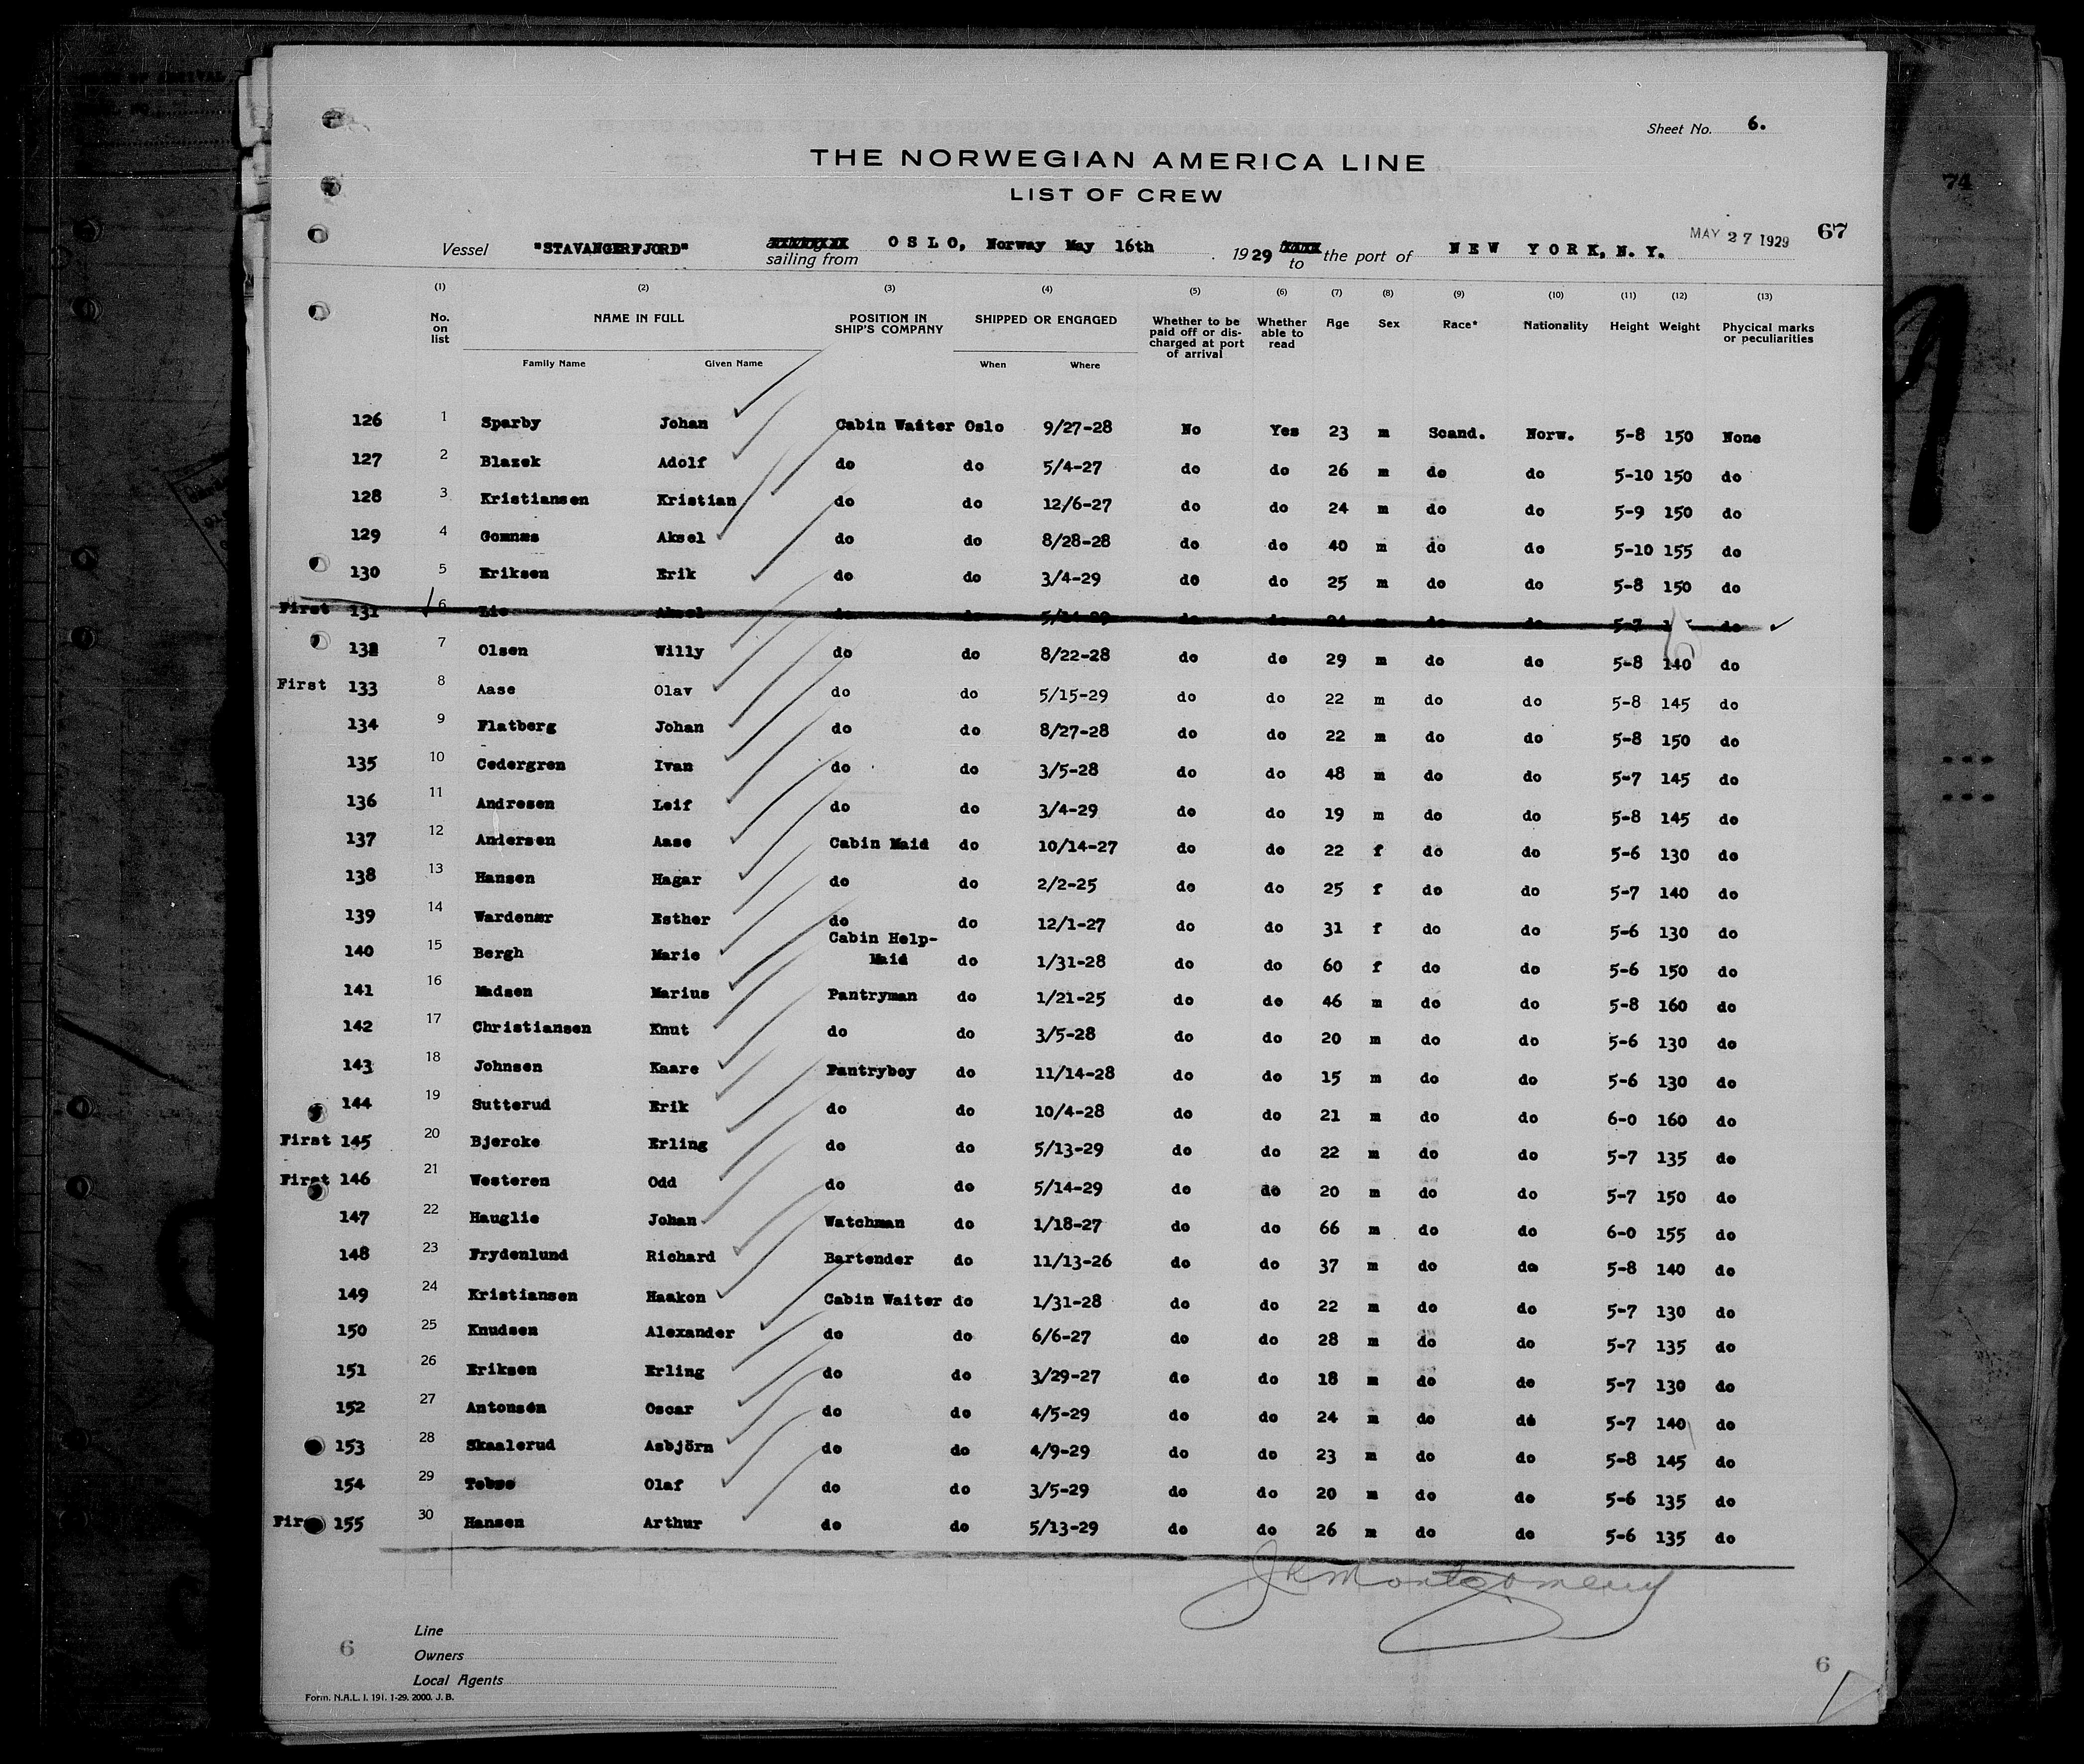 Sheet No. 6.
THE NORWEGIAN AMERICA LINE
LIST OF CREW
MAY 27 1929 67
Vessel "STAVANGERFJORD" sailing from OSLO, Norway May 16th 1929 to the port of NEW YORK, N.Y.
(1) (2) (3) (4) (5) (6) (7) (8) (9) (10) (11) (12) (13)
No. on list NAME IN FULL POSITION IN SHIP'S COMPANY SHIPPED OR ENGAGED Whether to be paid off or discharged at port of arrival Whether able to read Age Sex Race* Nationality Height Weight Phycical marks or peculiarities
Family Name Given Name When Where
126 1 Sparby Johan Cabin Waiter Oslo 9/27-28 No Yes 23 m Scand. Norw. 5-8 150 None
127 2 Blazek Adolf do do 5/4-27 do do 26 m do do 5-10 150 do
128 3 Kristiansen Kristian do do 12/6-27 do do 24 m do do 5-9 150 do
129 4 Gomnæs Aksel do do 8/28-28 do do 40 m do do 5-10 155 do
130 5 Eriksen Erik do do 3/4-29 do do 25 m do do 5-8 150 do
First 131 6 Lie Aksel do do 5/14-29 do do 24 m do do 5-7 do
132 7 Olsen Willy do do 8/22-28 do do 29 m do do 5-8 140 do
First 133 8 Aase Olav do do 5/15-29 do do 22 m do do 5-8 145 do
134 9 Flatberg Johan do do 8/27-28 do do 22 m do do 5-8 150 do
135 10 Cedergren Ivan do do 3/5-28 do do 48 m do do 5-7 145 do
136 11 Andresen Leif do do 3/4-29 do do 19 m do do 5-8 145 do
137 12 Andersen Aase Cabin Maid do 10/14-27 do do 22 f do do 5-6 130 do
138 13 Hansen Hagar do do 2/2-25 do do 25 f do do 5-7 140 do
139 14 Wardenær Esther do do 12/1-27 do do 31 f do do 5-6 130 do
140 15 Bergh Marie Cabin Help-Maid do 1/31-28 do do 60 f do do 5-6 150 do
141 16 Madsen Marius Pantryman do 1/21-25 do do 46 m do do 5-8 160 do
142 17 Christiansen Knut do do 3/5-28 do do 20 m do do 5-6 130 do
143 18 Johnsen Kaare Pantryboy do 11/14-28 do do 15 m do do 5-6 130 do
144 19 Sutterud Erik do do 10/4-28 do do 21 m do do 6-0 160 do
First 145 20 Bjercke Erling do do 5/13-29 do do 22 m do do 5-7 135 do
First 146 21 Westeren Odd do do 5/14-29 do do 20 m do do 5-7 150 do
147 22 Hauglie Johan Watchman do 1/18-27 do do 66 m do do 6-0 155 do
148 23 Frydenlund Richard Bartender do 11/13-26 do do 37 m do do 5-8 140 do
149 24 Kristiansen Haakon Cabin Waiter do 1/31-28 do do 22 m do do 5-7 130 do
150 25 Knudsen Alexander do do 6/6-27 do do 28 m do do 5-7 135 do
151 26 Eriksen Erling do do 3/29-27 do do 18 m do do 5-7 130 do
152 27 Antonsen Oscar do do 4/5-29 do do 24 m do do 5-7 140 do
153 28 Skaalerud Asbjörn do do 4/9-29 do do 23 m do do 5-8 145 do
154 29 Olaf do do 3/5-29 do do 20 m do do 5-6 135 do
155 30 Hansen Arthur do do 5/13-29 do do 26 m do do 5-6 135 do
JR Montgomery
Line
Owners
Local Agents
Form. N.A.L. I. 191. 1-29. 2000. J. B.
6
6
74